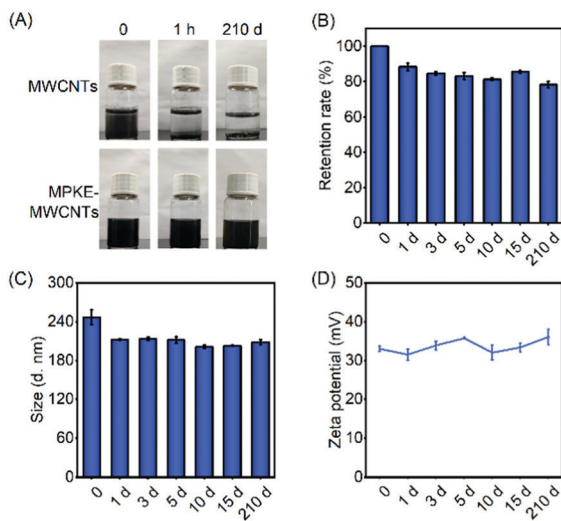 (A)
0 1 h 210 d
MWCNTs
MPKE-
MWCNTs
(B)
Retention rate (%)
100
80
60
40
20
0
0 1 d 3 d 5 d 10 d 15 d 210 d
(C)
Size (d. nm)
300
240
180
120
60
0
0 1 d 3 d 5 d 10 d 15 d 210 d
(D)
Zeta potential (mV)
50
40
30
20
10
0
0 1 d 3 d 5 d 10 d 15 d 210 d